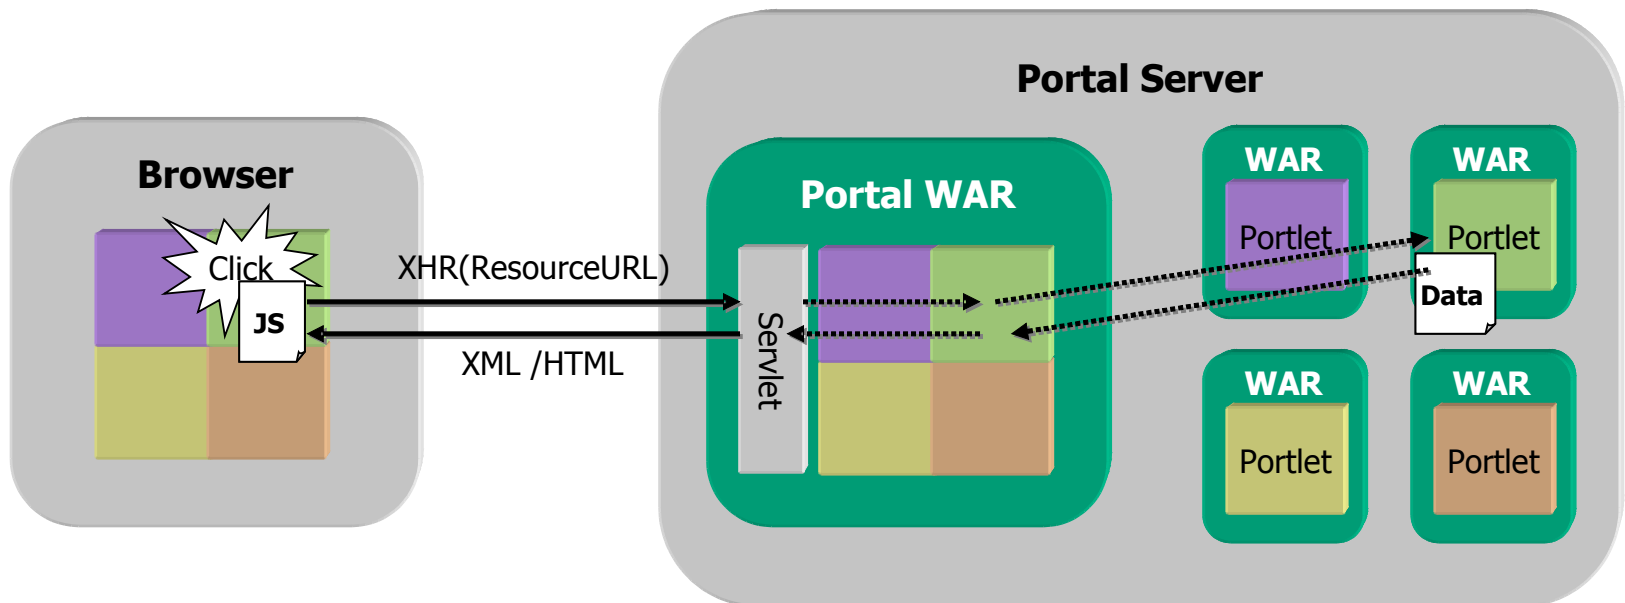 Portal Server
Browser
Portal WAR
WAR
WAR
Click
XHR(ResourceURL)
Portlet
Portlet
JS
Data
Servlet
XML /HTML
WAR
WAR
Portlet
Portlet